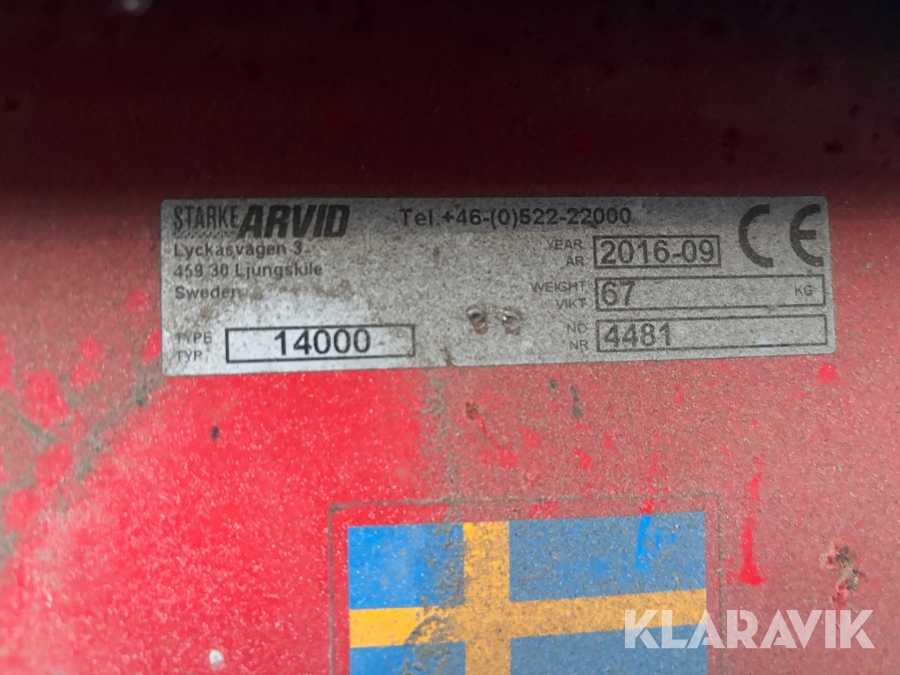 STARKE ARVID
Tel.+46-(0)522-22000
Lyckasvägen 3
459 30 Ljungskile
Sweden
YEAR
ÅR
2016-09
CE
WEIGHT
VIKT
67
KG
TYPE
TYP
14000
NO
NR
4481
KLARAVIK